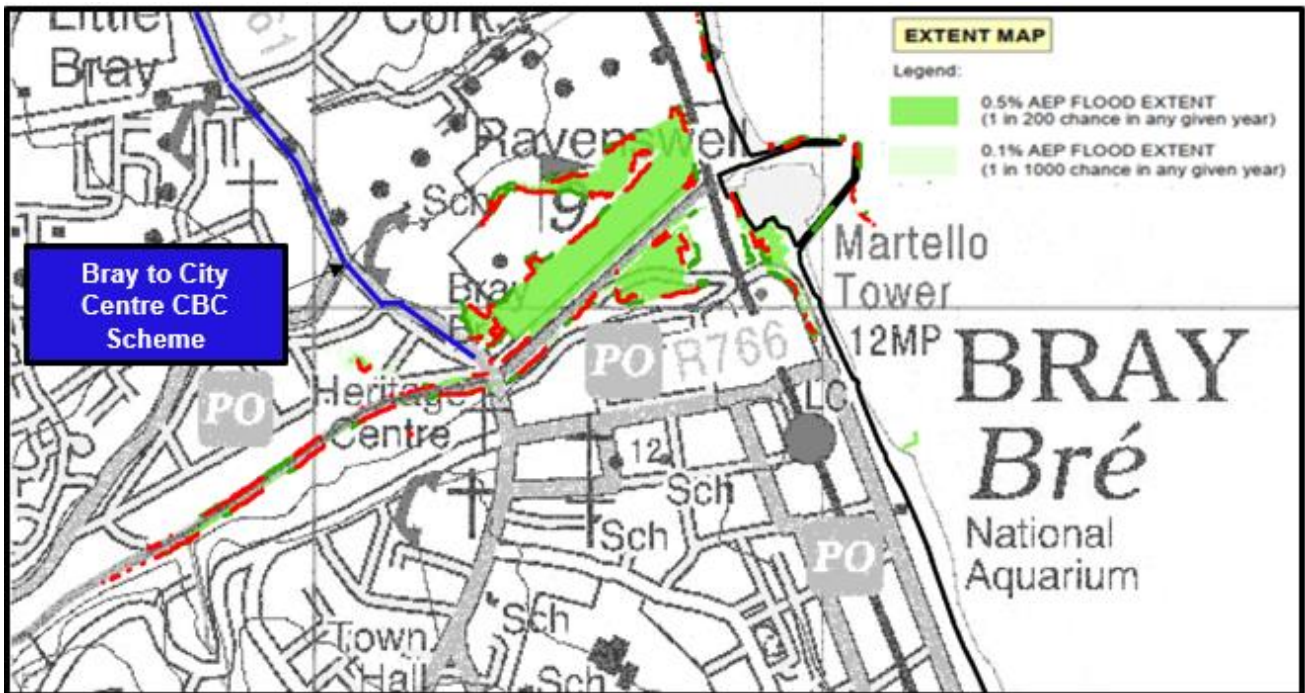 EXTENT MAP
Legend:
0.5% AEP FLOOD EXTENT
(1 in 200 chance in any given year)
0.1% AEP FLOOD EXTENT
(1 in 1000 chance in any given year)
Little
Bray
Ravenswell
Sch
9
Bray
Bray to City
Centre CBC
Scheme
Martello
Tower
12MP
PO
R766
PO
Heritage
Centre
LC
BRAY
Bré
12
Sch
Sch
National
Aquarium
PO
Sch
Town
Hall
Sch